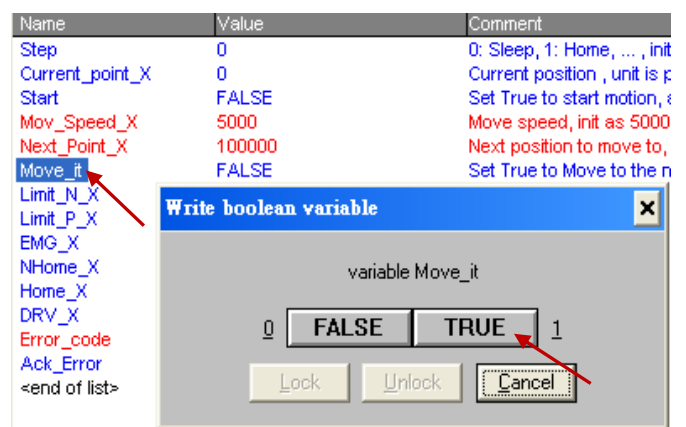 Name Value Comment
Step 0 0: Sleep, 1: Home, ... , init
Current_point_X 0 Current position , unit is p
Start FALSE Set True to start motion, a
Mov_Speed_X 5000 Move speed, init as 5000
Next_Point_X 100000 Next position to move to,
Move_it FALSE Set True to Move to the n
Limit_N_X
Limit_P_X
EMG_X
NHome_X
Home_X
DRV_X
Error_code
Ack_Error
<end of list>
Write boolean variable
variable Move_it
0 FALSE TRUE 1
Lock Unlock Cancel